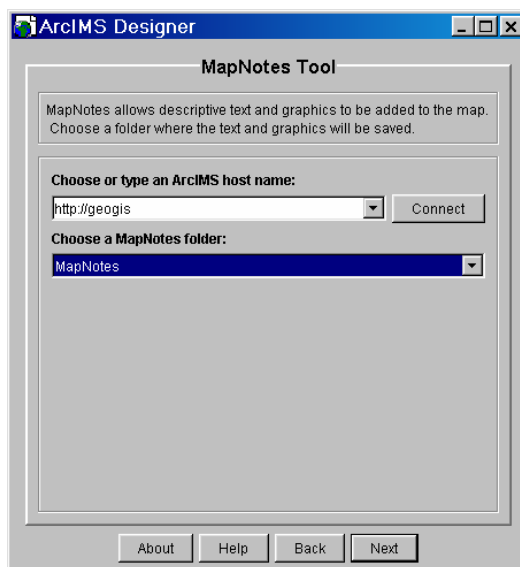 ArcIMS Designer
MapNotes Tool
MapNotes allows descriptive text and graphics to be added to the map.
Choose a folder where the text and graphics will be saved.
Choose or type an ArcIMS host name:
http://geogis
Connect
Choose a MapNotes folder:
MapNotes
About
Help
Back
Next